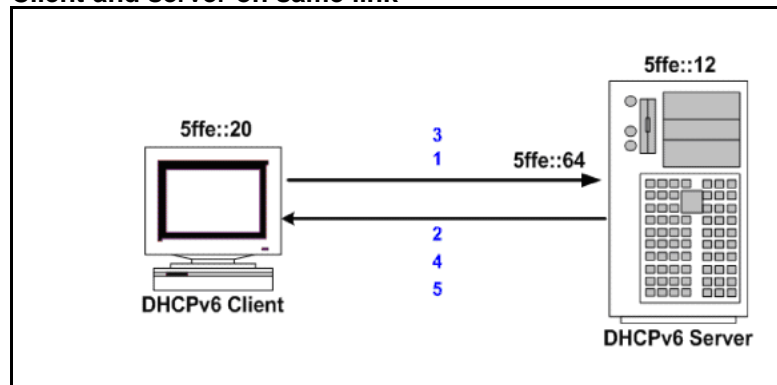 Client and server on same link
5ffe::12
5ffe::20
3
1
5ffe::64
2
4
5
DHCPv6 Client
DHCPv6 Server